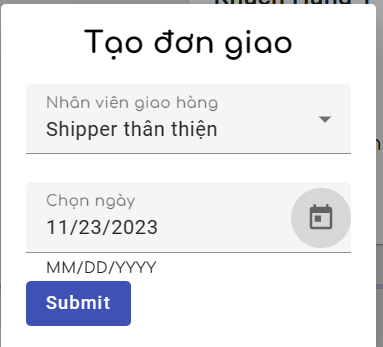 Tạo đơn giao
Nhân viên giao hàng
Shipper thân thiện
Chọn ngày
11/23/2023
MM/DD/YYYY
Submit